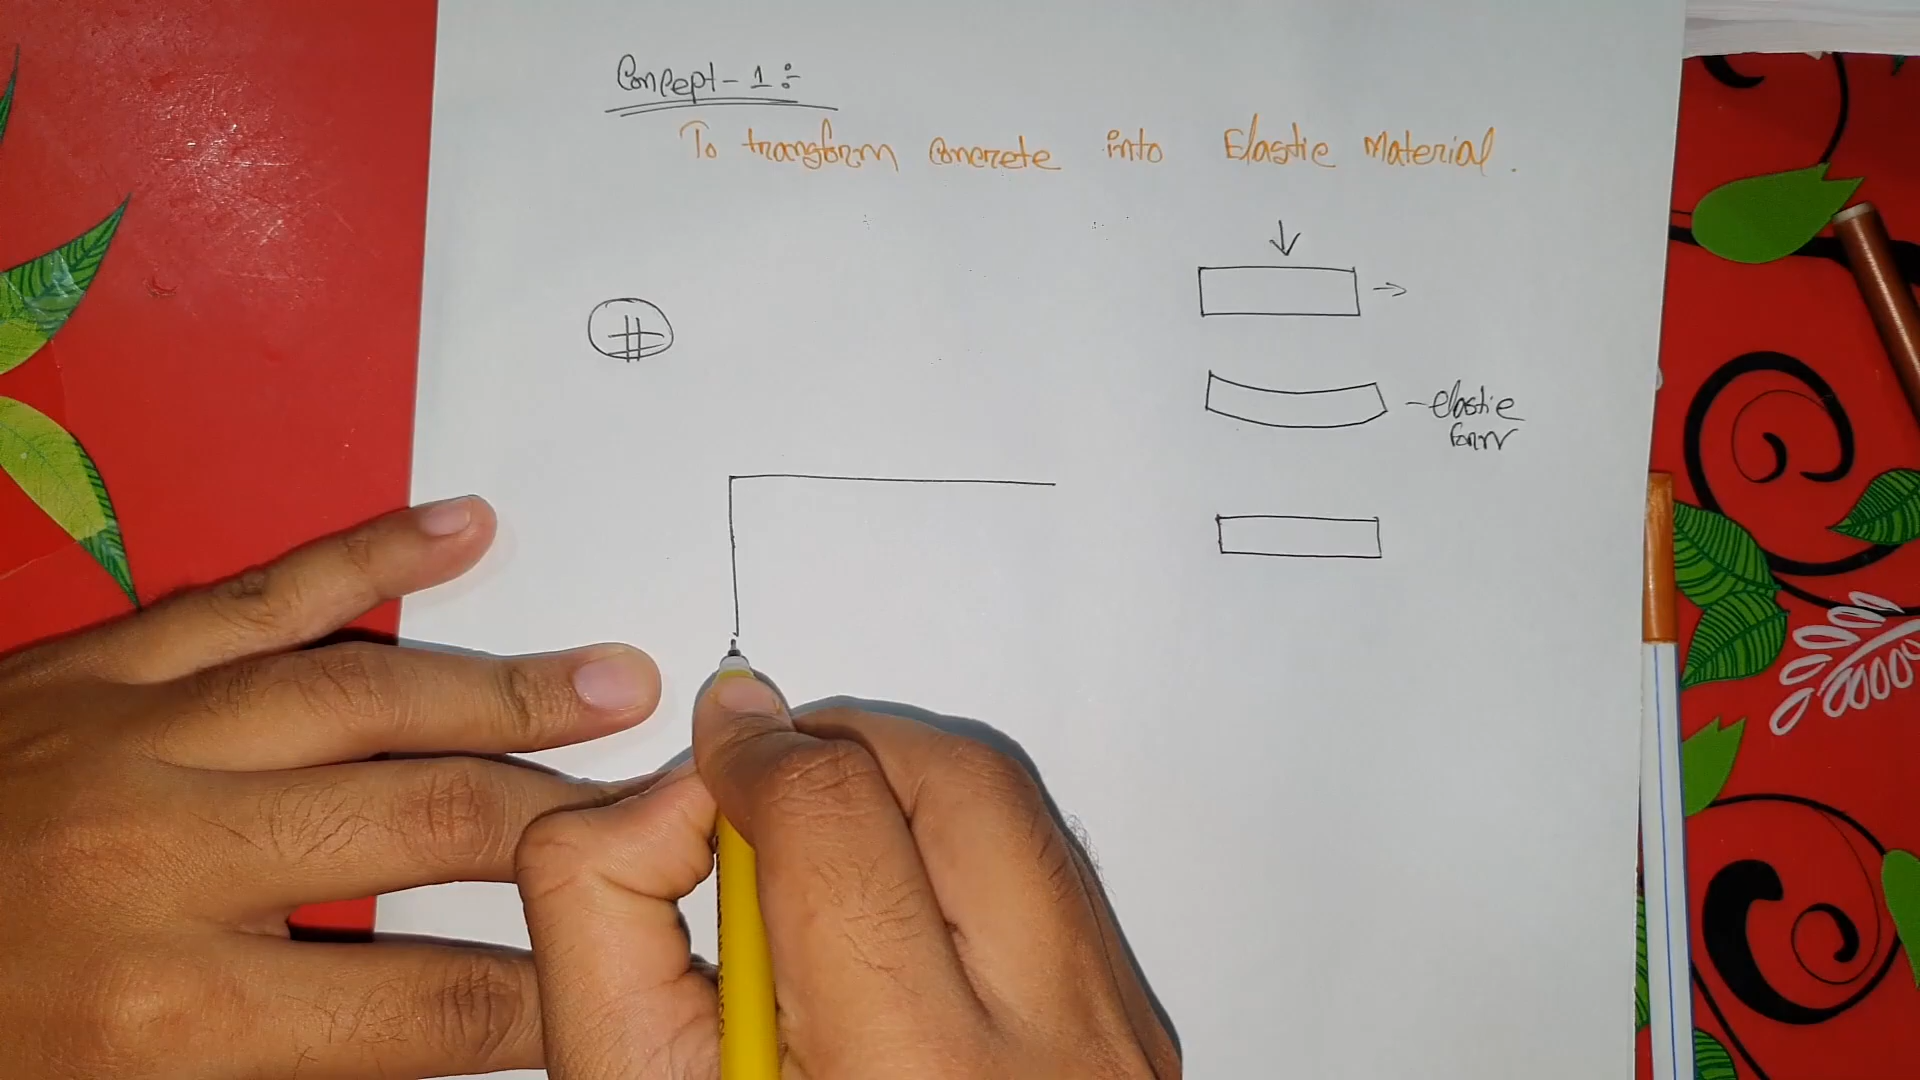 Concept-1:-
To transform concrete into Elastic Material.
#
-elastic
form